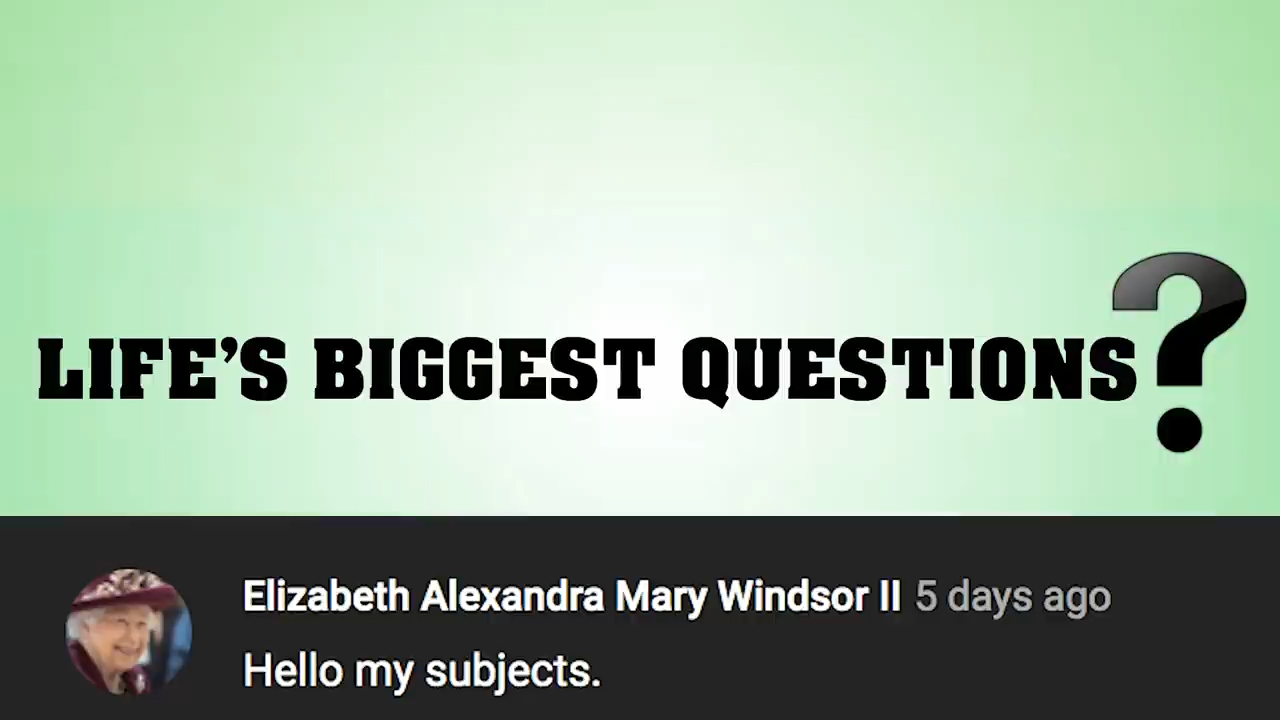 LIFE’S BIGGEST QUESTIONS?
Elizabeth Alexandra Mary Windsor II 5 days ago
Hello my subjects.